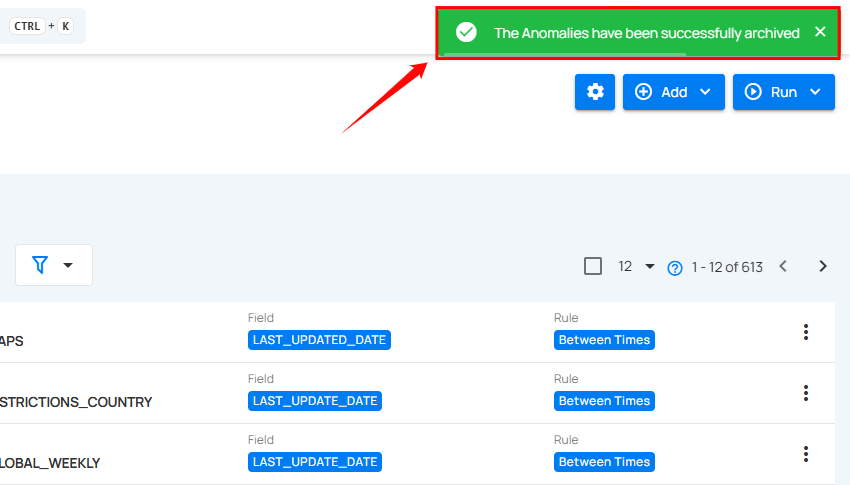 CTRL + K
The Anomalies have been successfully archived
Add
Run
12
1 - 12 of 613
Field
Rule
APS
LAST_UPDATED_DATE
Between Times
Field
Rule
STRICTIONS_COUNTRY
LAST_UPDATE_DATE
Between Times
Field
Rule
LOBAL_WEEKLY
LAST_UPDATE_DATE
Between Times